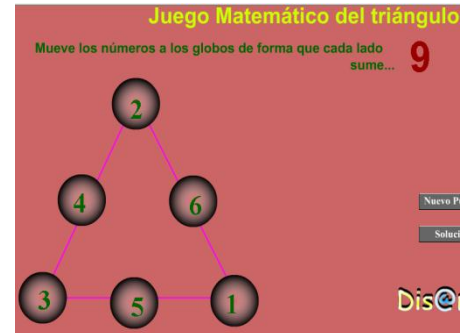 Juego Matemático del triángulo
Mueve los números a los globos de forma que cada lado
sume... 9
2
4 6
Nuevo
3 5 1